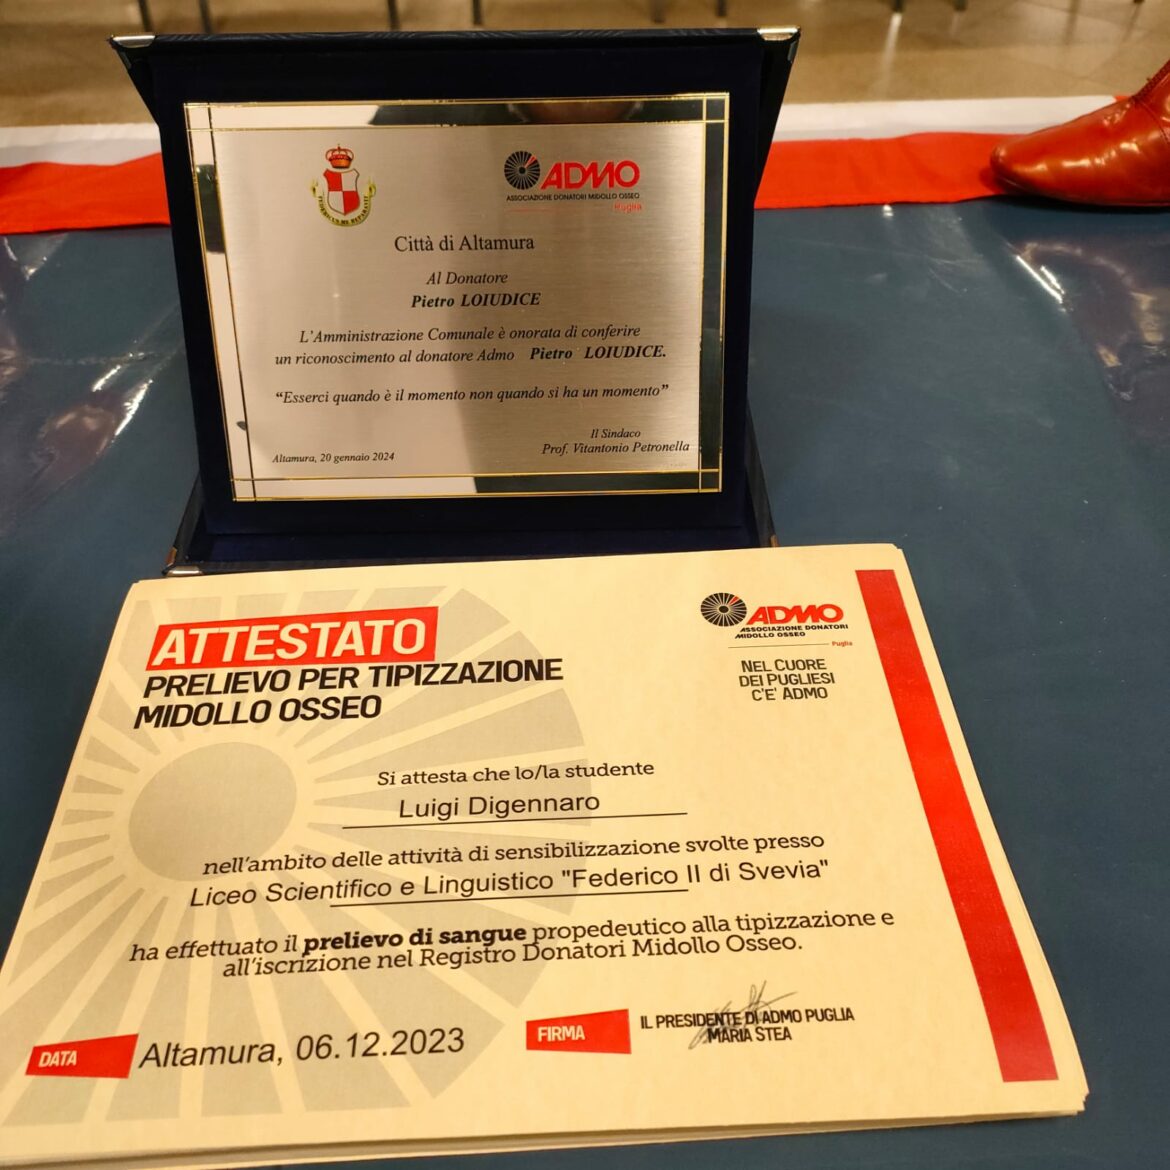 ADMO
ASSOCIAZIONE DONATORI MIDOLLO OSSEO
Puglia
Città di Altamura
Al Donatore
Pietro LOIUDICE
L'Amministrazione Comunale è onorata di conferire
un riconoscimento al donatore Admo Pietro LOIUDICE.
“Esserci quando è il momento non quando si ha un momento”
Il Sindaco
Prof. Vitantonio Petronella
Altamura, 20 gennaio 2024
ATTESTATO
PRELIEVO PER TIPIZZAZIONE
MIDOLLO OSSEO
ADMO
ASSOCIAZIONE DONATORI
MIDOLLO OSSEO
Puglia
NEL CUORE
DEI PUGLIESI
C'E' ADMO
Si attesta che lo/la studente
Luigi Digennaro
nell'ambito delle attività di sensibilizzazione svolte presso
Liceo Scientifico e Linguistico "Federico II di Svevia"
ha effettuato il prelievo di sangue propedeutico alla tipizzazione e
all'iscrizione nel Registro Donatori Midollo Osseo.
DATA
Altamura, 06.12.2023
FIRMA
IL PRESIDENTE DI ADMO PUGLIA
MARIA STEA